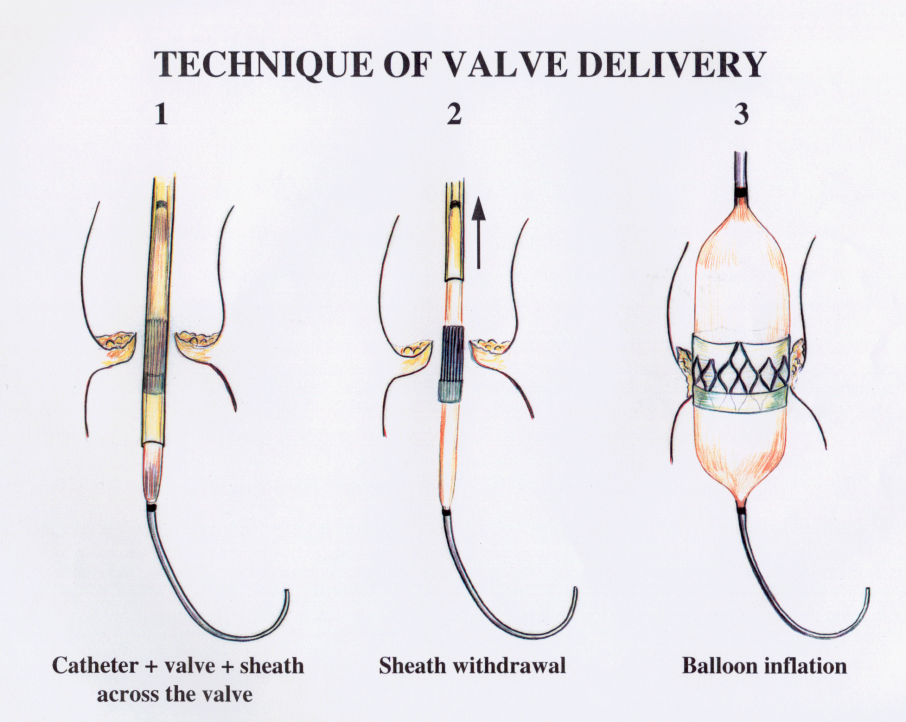 TECHNIQUE OF VALVE DELIVERY
1
2
3
Catheter + valve + sheath
across the valve
Sheath withdrawal
Balloon inflation